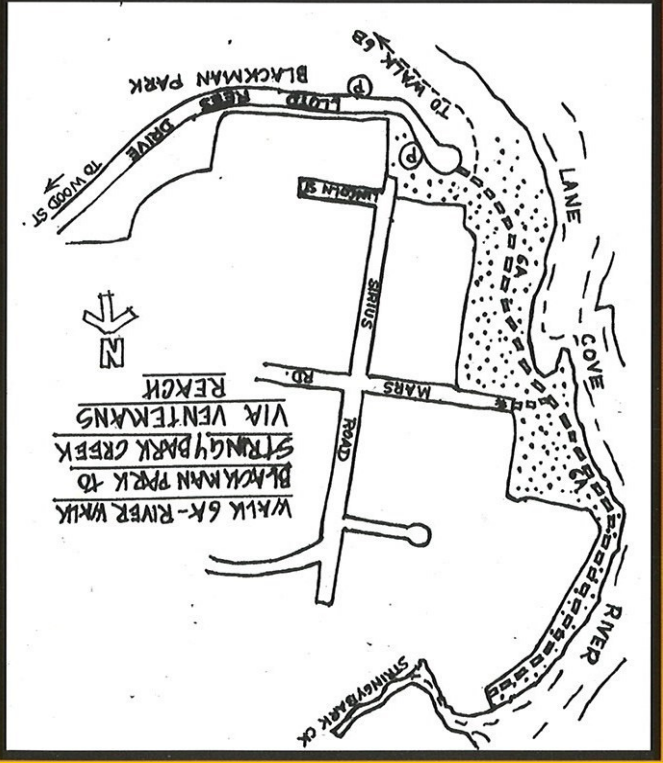 WALK 6A-RIVER WALK
BLACKMAN PARK TO
STRINGYBARK CREEK
VIA VENTEMANS
REACH
N
STRINGYBARK CK
LANE COVE RIVER
MARS RD.
SIRIUS ROAD
LINCOLN ST
6A
P
P
TO WALK 6B
LLOYD REES DRIVE
BLACKMAN PARK
TO WOOD ST.